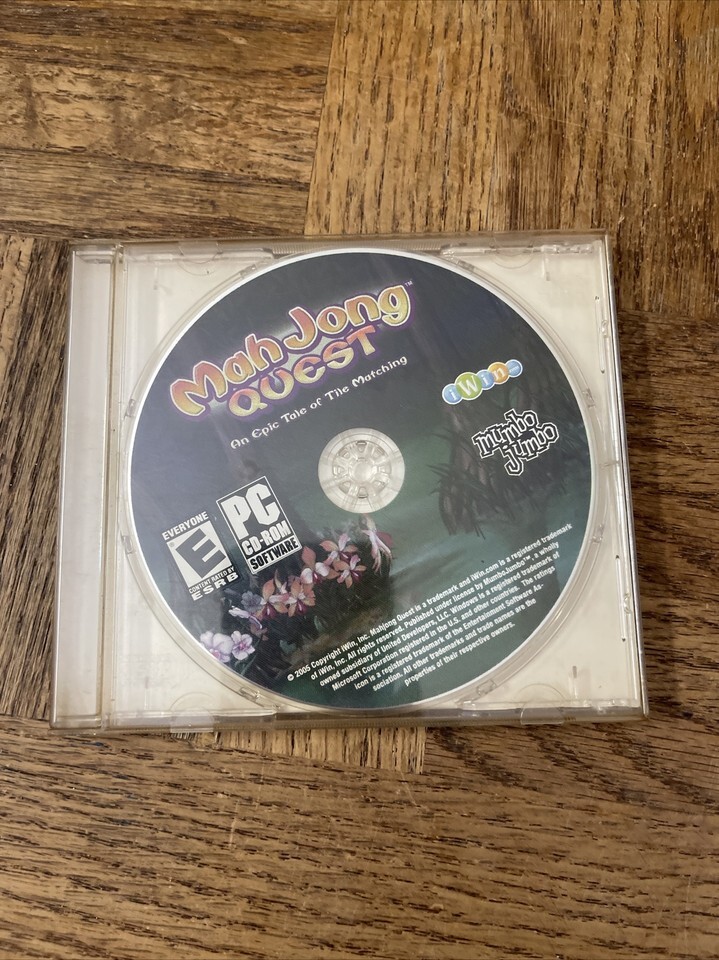 Mah Jong™
QUEST
An Epic Tale of Tile Matching
iWin
mumbo
jumbo
EVERYONE
E
CONTENT RATED BY
ESRB
PC
CD-ROM
SOFTWARE
© 2005 Copyright iWin, Inc. Mahjong Quest is a trademark and iWin.com is a registered trademark
of iWin, Inc. All rights reserved. Published under license by MumboJumbo™, a wholly
owned subsidiary of United Developers, LLC. Windows is a registered trademark of
Microsoft Corporation registered in the U.S. and other countries. The ratings
icon is a registered trademark of the Entertainment Software As-
sociation. All other trademarks and trade names are the
properties of their respective owners.